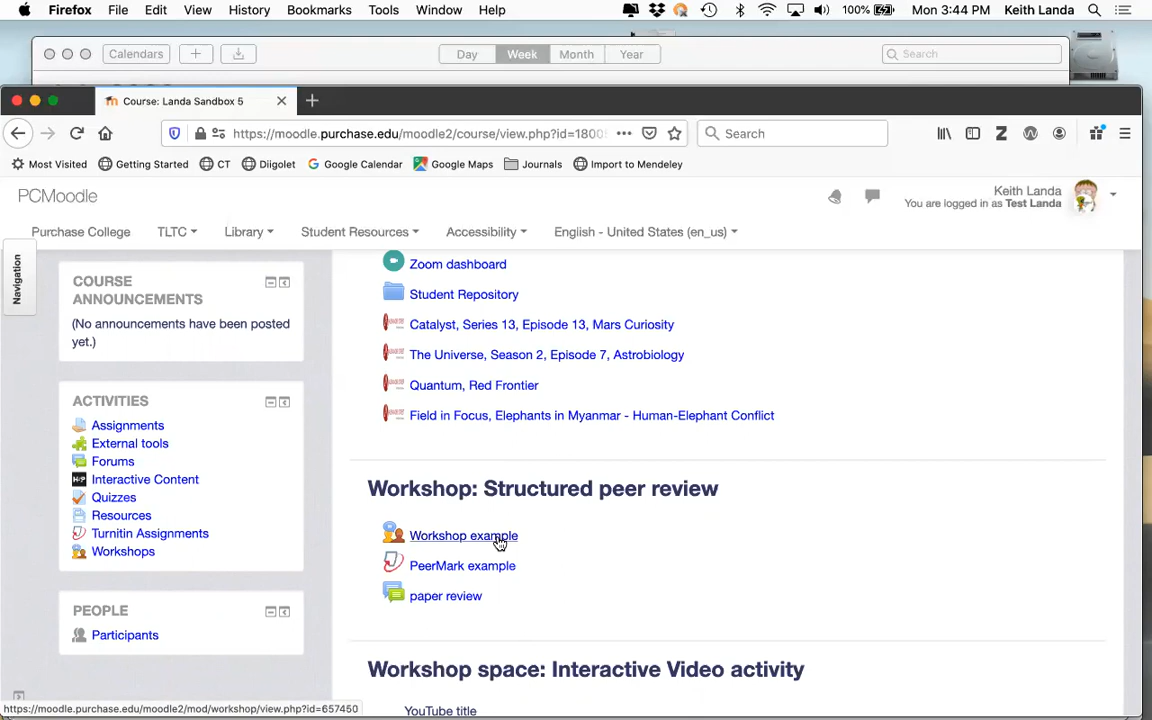 Firefox File Edit View History Bookmarks Tools Window Help 100% Mon 3:44 PM Keith Landa
Calendars + Day Week Month Year Search
Course: Landa Sandbox 5
https://moodle.purchase.edu/moodle2/course/view.php?id=1800 Search
Most Visited Getting Started CT Diigolet Google Calendar Google Maps Journals Import to Mendeley
PCMoodle
Keith Landa
You are logged in as Test Landa
Purchase College TLTC Library Student Resources Accessibility English - United States (en_us)
Navigation
COURSE
ANNOUNCEMENTS
(No announcements have been posted
yet.)
ACTIVITIES
Assignments
External tools
Forums
H-P Interactive Content
Quizzes
Resources
Turnitin Assignments
Workshops
PEOPLE
Participants
Zoom dashboard
Student Repository
Catalyst, Series 13, Episode 13, Mars Curiosity
The Universe, Season 2, Episode 7, Astrobiology
Quantum, Red Frontier
Field in Focus, Elephants in Myanmar - Human-Elephant Conflict
Workshop: Structured peer review
Workshop example
PeerMark example
paper review
Workshop space: Interactive Video activity
YouTube title
https://moodle.purchase.edu/moodle2/mod/workshop/view.php?id=657450